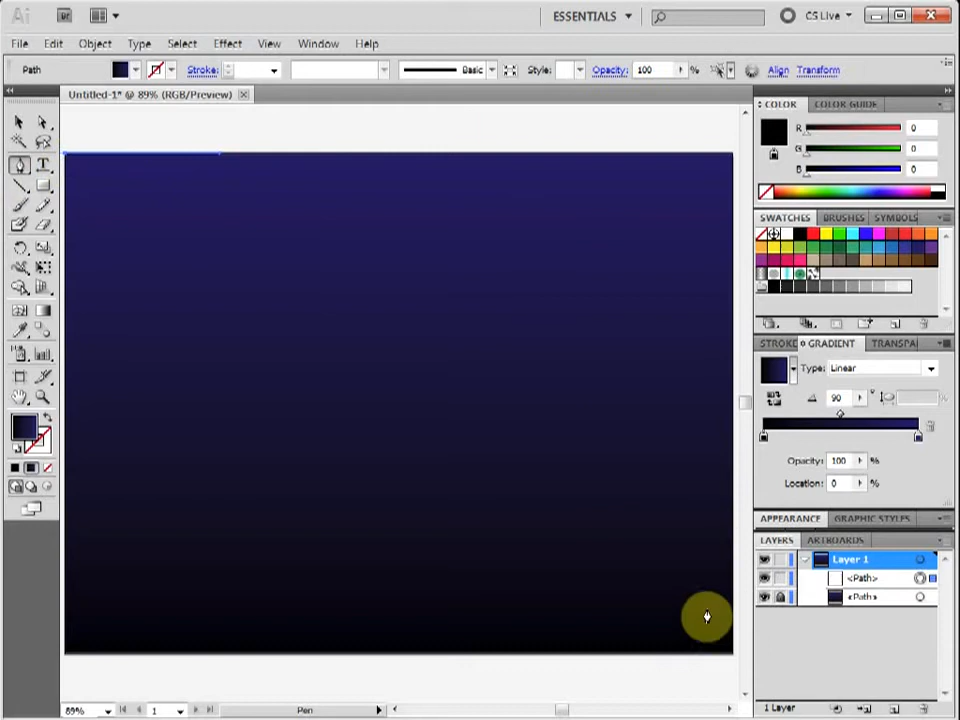 Ai Br ESSENTIALS CS Live
File Edit Object Type Select Effect View Window Help
Path Stroke: Basic Style: Opacity: 100 % Align Transform
Untitled-1* @ 89% (RGB/Preview)
COLOR COLOR GUIDE
R 0
G 0
B 0
SWATCHES BRUSHES SYMBOLS
STROKE GRADIENT TRANSPA
Type: Linear
90 ° %
Opacity: 100 %
Location: 0 %
APPEARANCE GRAPHIC STYLES
LAYERS ARTBOARDS
Layer 1
<Path>
<Path>
1 Layer
89% 1 Pen